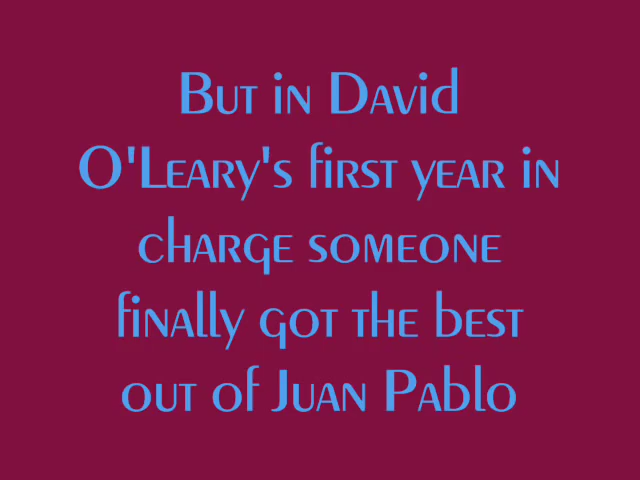 But in David
O'Leary's first year in
charge someone
finally got the best
out of Juan Pablo